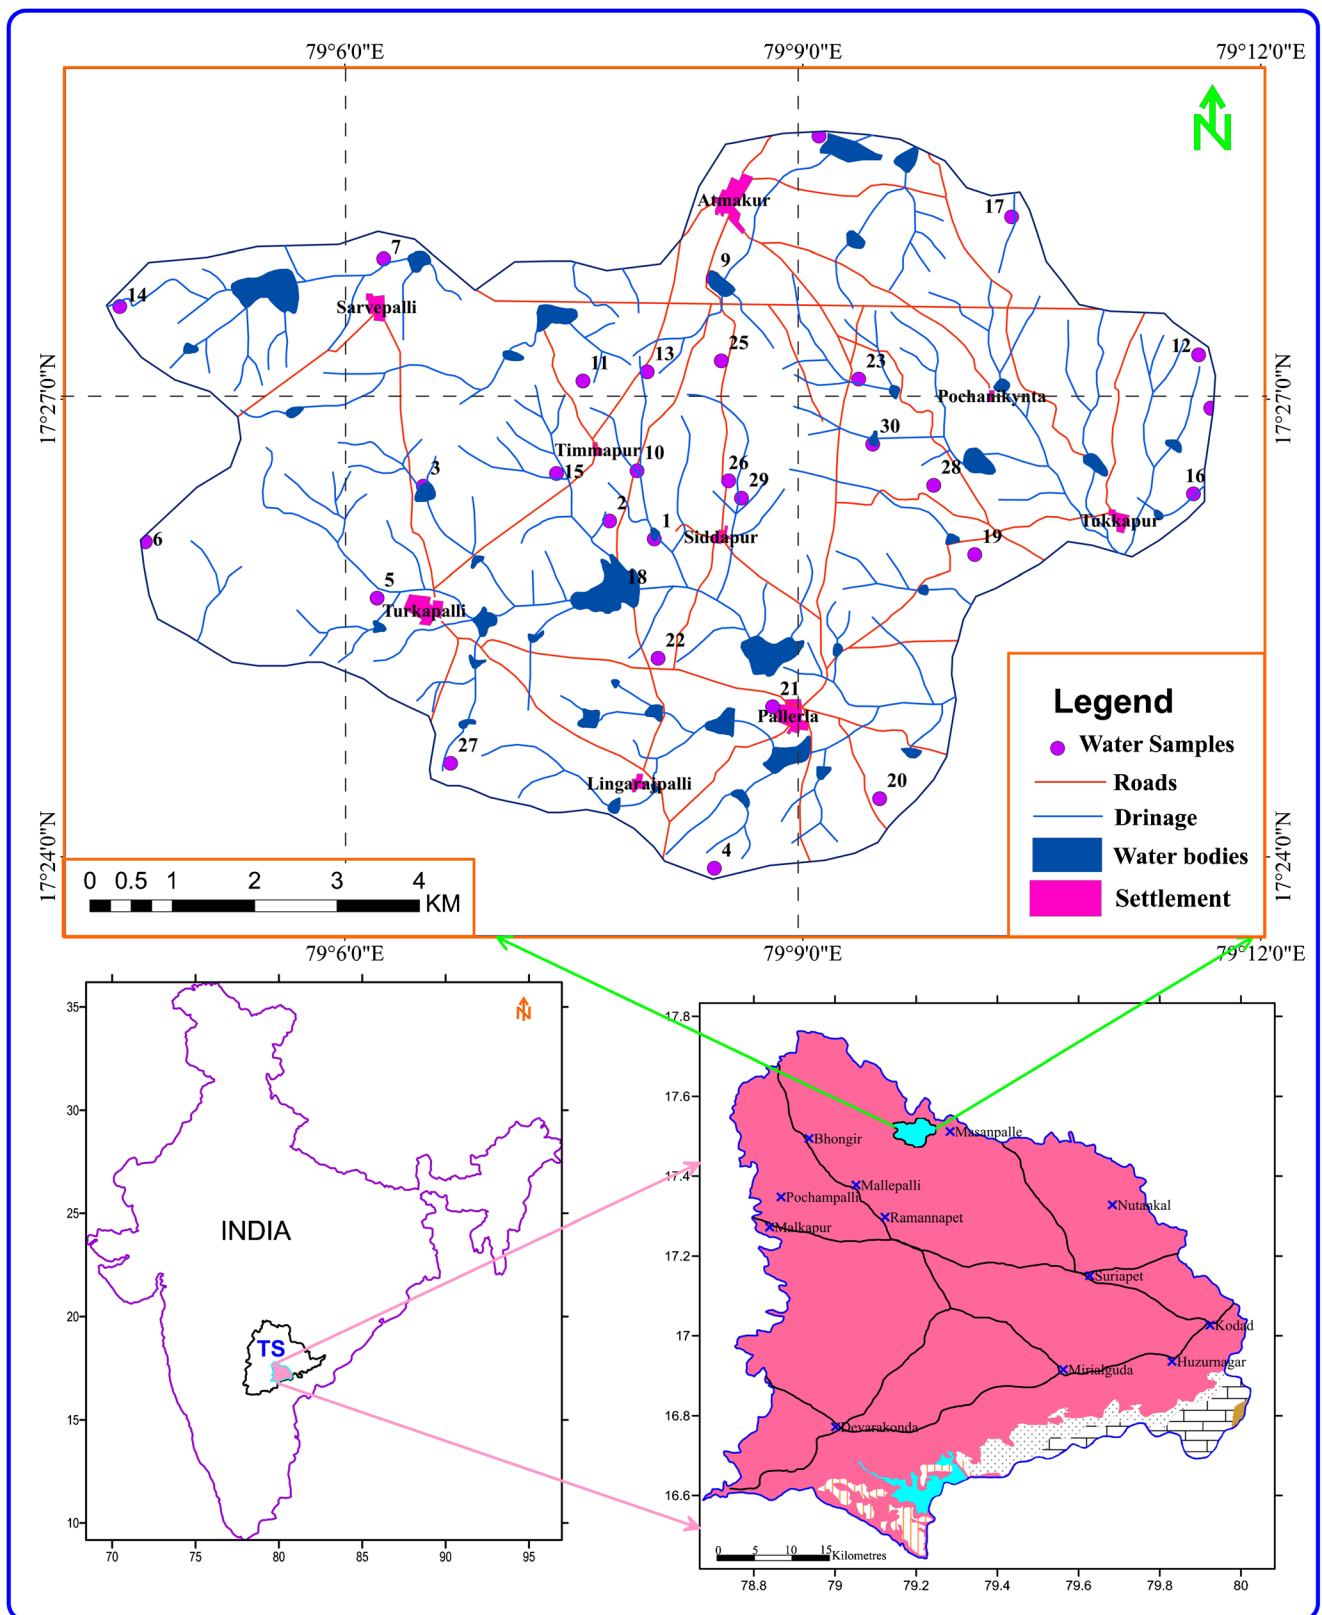 79°6'0"E
79°9'0"E
79°12'0"E
N
17
Atmakur
7
9
14
Sarvepalli
12
25
13
11
23
17°27'0"N
17°27'0"N
Pochanikynta
30
Timmapur
10
3
15
26
28
29
16
2
1
Tukkapur
Siddapur
6
19
18
5
Turkapalli
22
21
Pallerla
Legend
27
Water Samples
Lingarajpalli
20
Roads
Drinage
4
Water bodies
17°24'0"N
17°24'0"N
0 0.5 1 2 3 4
KM
Settlement
79°6'0"E
79°9'0"E
79°12'0"E
35
N
30
25
20
15
10
INDIA
TS
70 75 80 85 90 95
17.8
17.6
17.4
17.2
17
16.8
16.6
Masanpalle
Bhongir
Mallepalli
Pochampalli
Nutankal
Ramannapet
Malkapur
Suriapet
Kodad
Huzurnagar
Mirialguda
Devarakonda
0 5 10 15
Kilometres
78.8 79 79.2 79.4 79.6 79.8 80